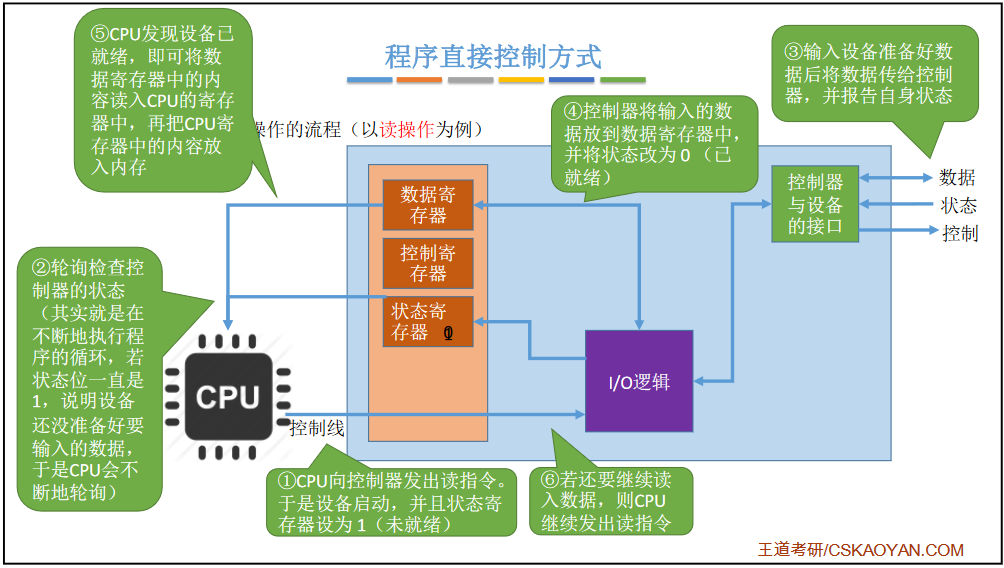 程序直接控制方式
操作的流程（以读操作为例）
⑤CPU发现设备已
就绪，即可将数
据寄存器中的内
容读入CPU的寄存
器中，再把CPU寄
存器中的内容放
入内存
③输入设备准备好数
据后将数据传给控制
器，并报告自身状态
④控制器将输入的数
据放到数据寄存器中，
并将状态改为 0 （已
就绪）
数据寄
存器
控制寄
存器
状态寄
存器
控制器
与设备
的接口
数据
状态
控制
②轮询检查控
制器的状态
（其实就是在
不断地执行程
序的循环，若
状态位一直是
1，说明设备
还没准备好要
输入的数据，
于是CPU会不
断地轮询）
CPU
I/O逻辑
控制线
①CPU向控制器发出读指令。
于是设备启动，并且状态寄
存器设为 1（未就绪）
⑥若还要继续读
入数据，则CPU
继续发出读指令
王道考研/CSKAOYAN.COM